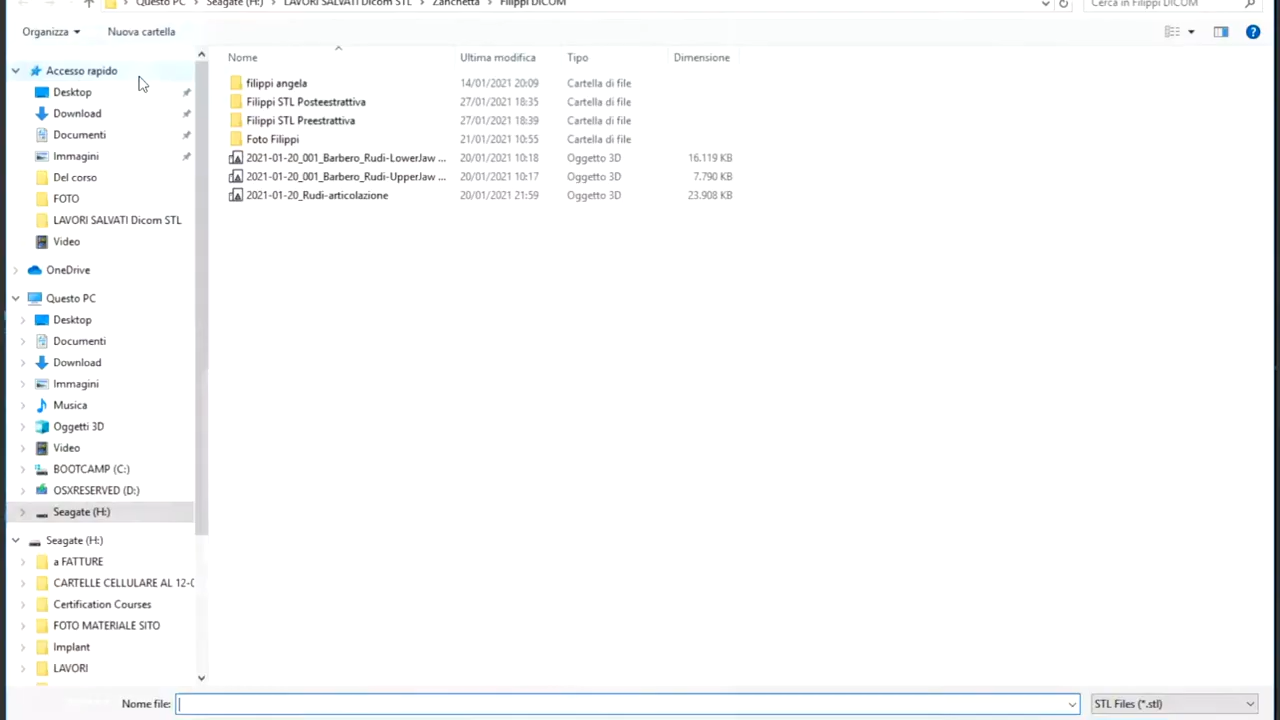 Questo PC > Seagate (H:) > LAVORI SALVATI Dicom STL > Zanchetta > Filippi DICOM
Cerca in Filippi DICOM
Organizza
Nuova cartella
Nome
Ultima modifica
Tipo
Dimensione
filippi angela 14/01/2021 20:09 Cartella di file
Filippi STL Posteestrattiva 27/01/2021 18:35 Cartella di file
Filippi STL Preestrattiva 27/01/2021 18:39 Cartella di file
Foto Filippi 21/01/2021 10:55 Cartella di file
2021-01-20_001_Barbero_Rudi-LowerJaw ... 20/01/2021 10:18 Oggetto 3D 16.119 KB
2021-01-20_001_Barbero_Rudi-UpperJaw ... 20/01/2021 10:17 Oggetto 3D 7.790 KB
2021-01-20_Rudi-articolazione 20/01/2021 21:59 Oggetto 3D 23.908 KB
Accesso rapido
Desktop
Download
Documenti
Immagini
Del corso
FOTO
LAVORI SALVATI Dicom STL
Video
OneDrive
Questo PC
Desktop
Documenti
Download
Immagini
Musica
Oggetti 3D
Video
BOOTCAMP (C:)
OSXRESERVED (D:)
Seagate (H:)
Seagate (H:)
a FATTURE
CARTELLE CELLULARE AL 12-0
Certification Courses
FOTO MATERIALE SITO
Implant
LAVORI
Nome file:
STL Files (*.stl)